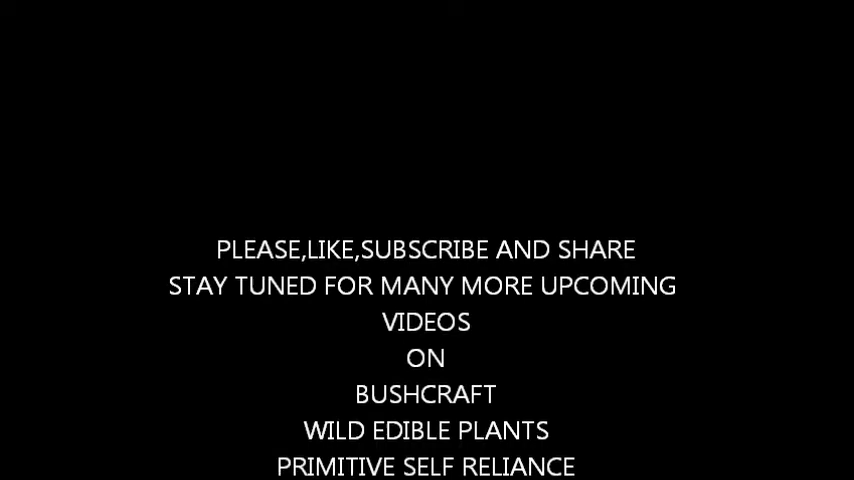 PLEASE,LIKE,SUBSCRIBE AND SHARE
STAY TUNED FOR MANY MORE UPCOMING
VIDEOS
ON
BUSHCRAFT
WILD EDIBLE PLANTS
PRIMITIVE SELF RELIANCE